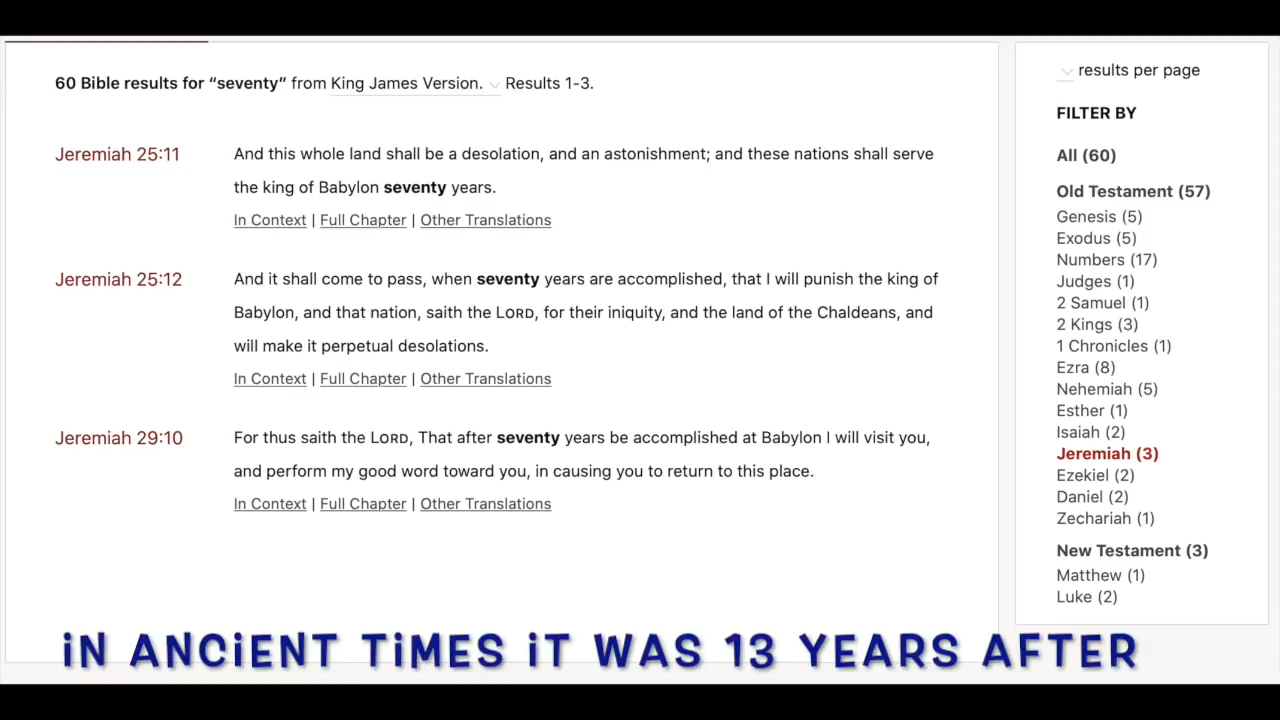 60 Bible results for “seventy” from King James Version. Results 1-3.
Jeremiah 25:11
And this whole land shall be a desolation, and an astonishment; and these nations shall serve
the king of Babylon seventy years.
In Context | Full Chapter | Other Translations
Jeremiah 25:12
And it shall come to pass, when seventy years are accomplished, that I will punish the king of
Babylon, and that nation, saith the LORD, for their iniquity, and the land of the Chaldeans, and
will make it perpetual desolations.
In Context | Full Chapter | Other Translations
Jeremiah 29:10
For thus saith the LORD, That after seventy years be accomplished at Babylon I will visit you,
and perform my good word toward you, in causing you to return to this place.
In Context | Full Chapter | Other Translations
results per page
FILTER BY
All (60)
Old Testament (57)
Genesis (5)
Exodus (5)
Numbers (17)
Judges (1)
2 Samuel (1)
2 Kings (3)
1 Chronicles (1)
Ezra (8)
Nehemiah (5)
Esther (1)
Isaiah (2)
Jeremiah (3)
Ezekiel (2)
Daniel (2)
Zechariah (1)
New Testament (3)
Matthew (1)
Luke (2)
iN ANCiENT TiMES iT WAS 13 YEARS AFTER